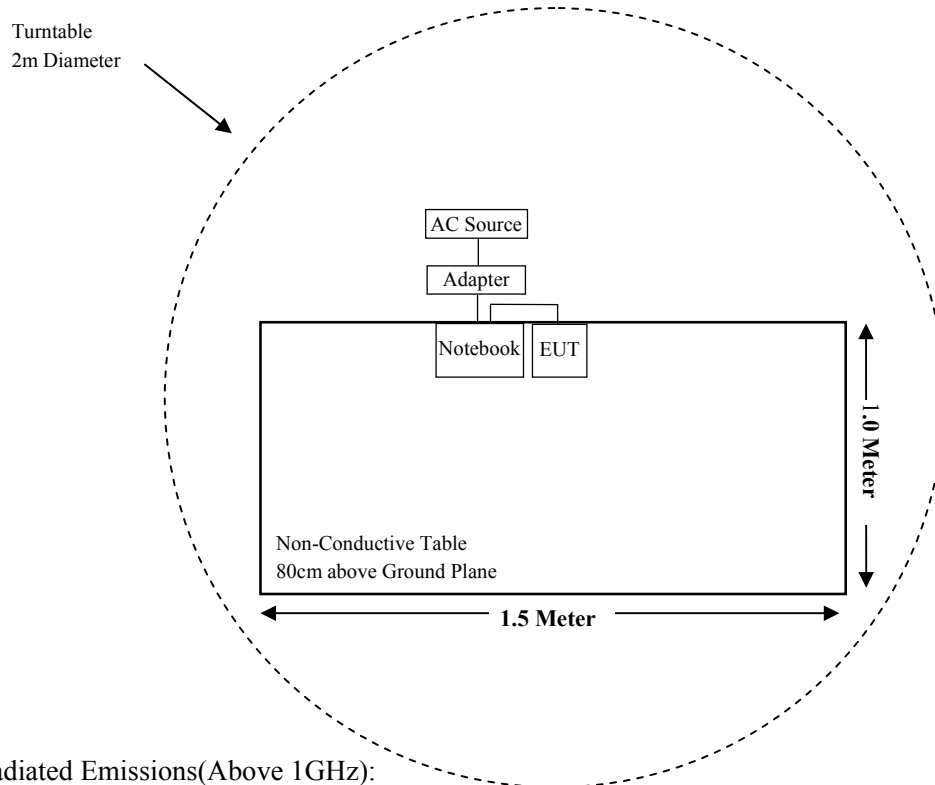 Turntable
2m Diameter
AC Source
Adapter
Notebook
EUT
1.0 Meter
Non-Conductive Table
80cm above Ground Plane
1.5 Meter
adiated Emissions(Above 1GHz):